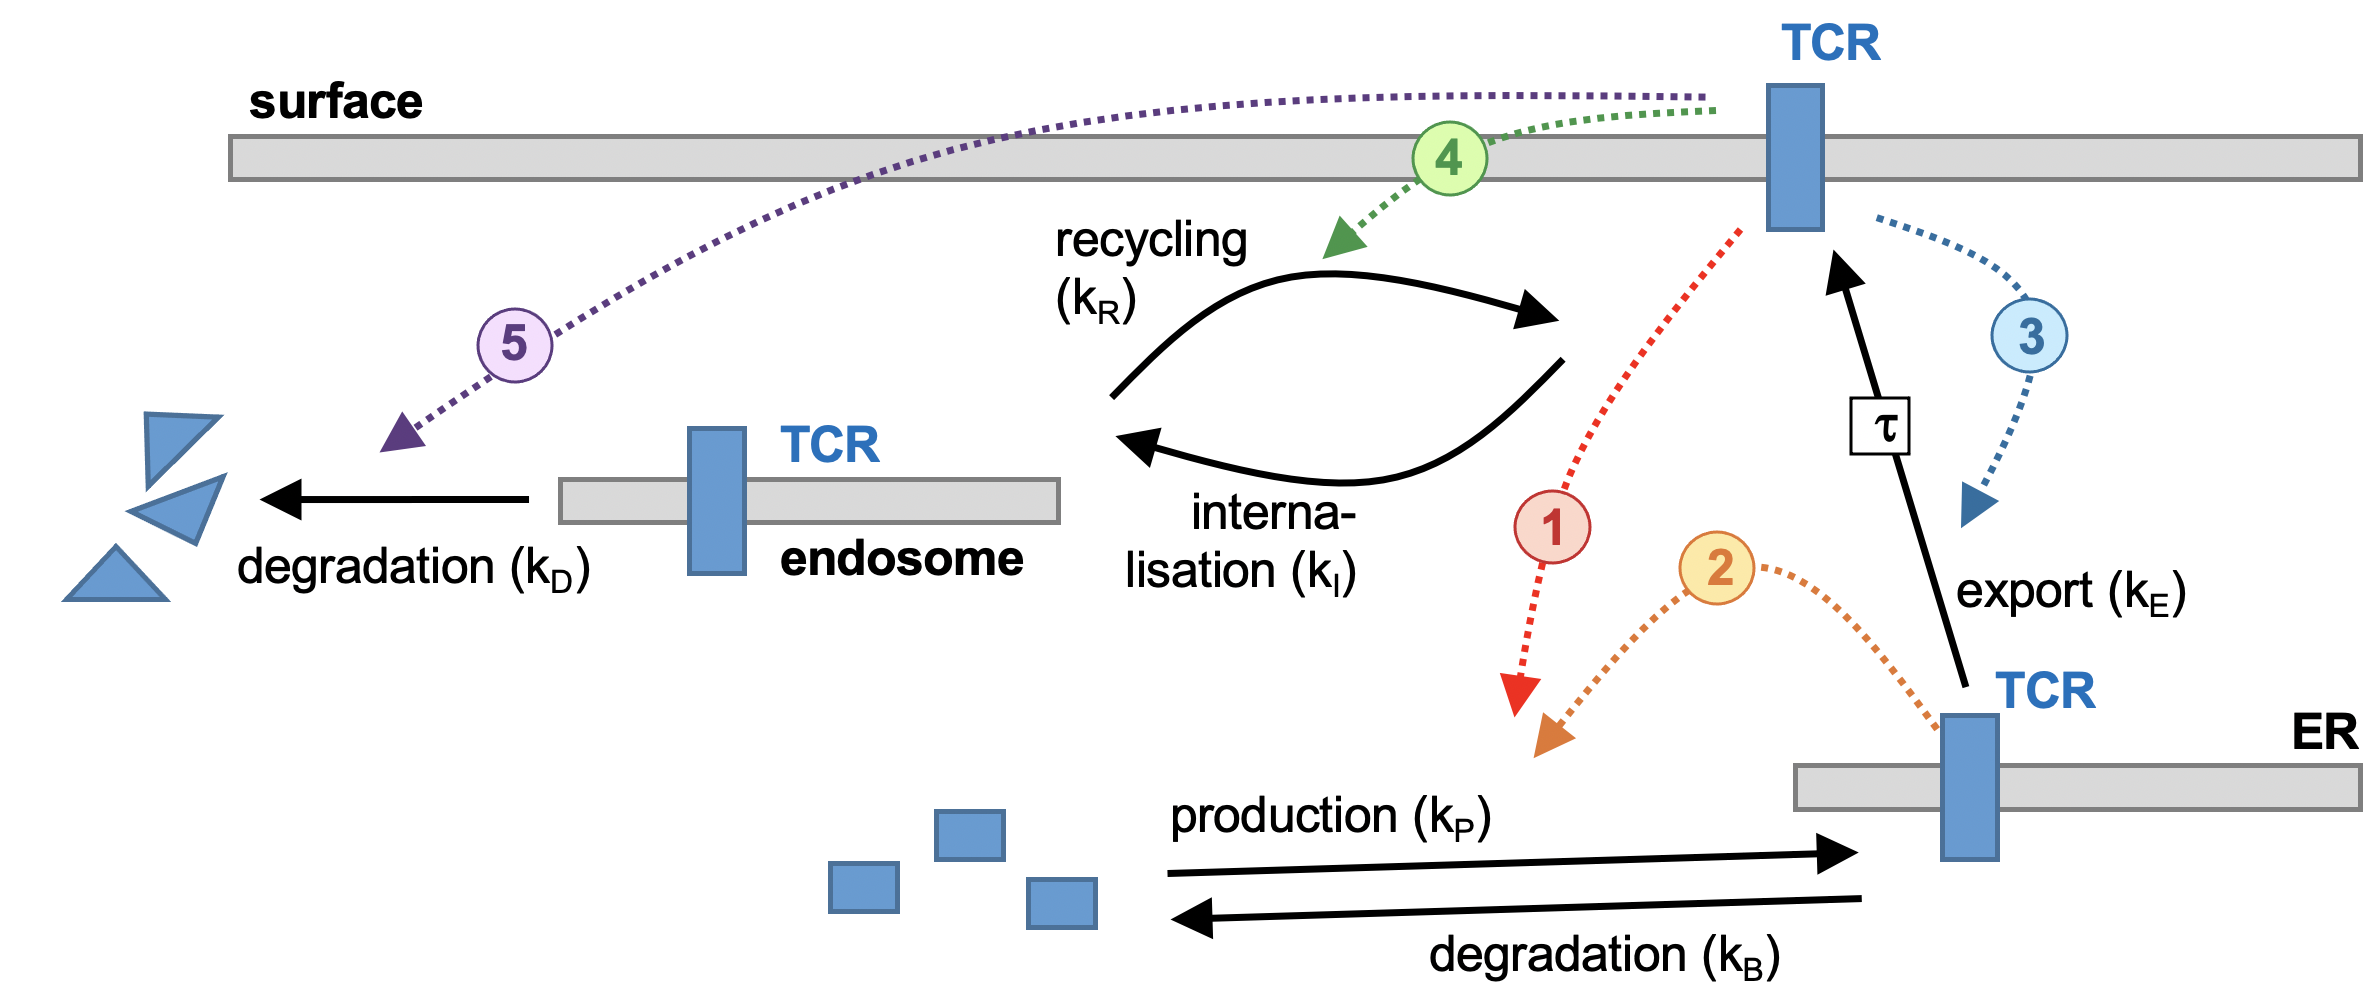 TCR
surface
4
recycling
(kR)
3
5
τ
TCR
interna-
lisation (kI)
1
2
endosome
degradation (kD)
export (kE)
TCR
ER
production (kP)
degradation (kB)